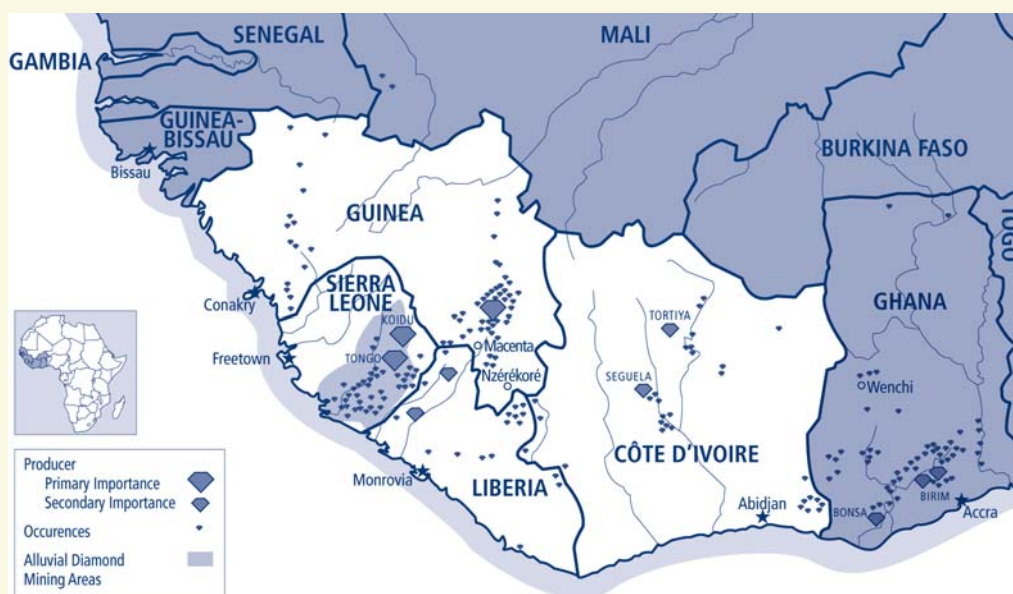 SENEGAL
MALI
GAMBIA
GUINEA-
BISSAU
Bissau
BURKINA FASO
TOGO
GUINEA
GHANA
SIERRA
LEONE
Conakry
KOIDU
TORTIYA
Freetown
TONGO
Macenta
Nzérékoré
SEGUELA
Wenchi
CÔTE D'IVOIRE
Monrovia
LIBERIA
Abidjan
BONSA
BIRIM
Accra
Producer
Primary Importance
Secondary Importance
Occurences
Alluvial Diamond
Mining Areas